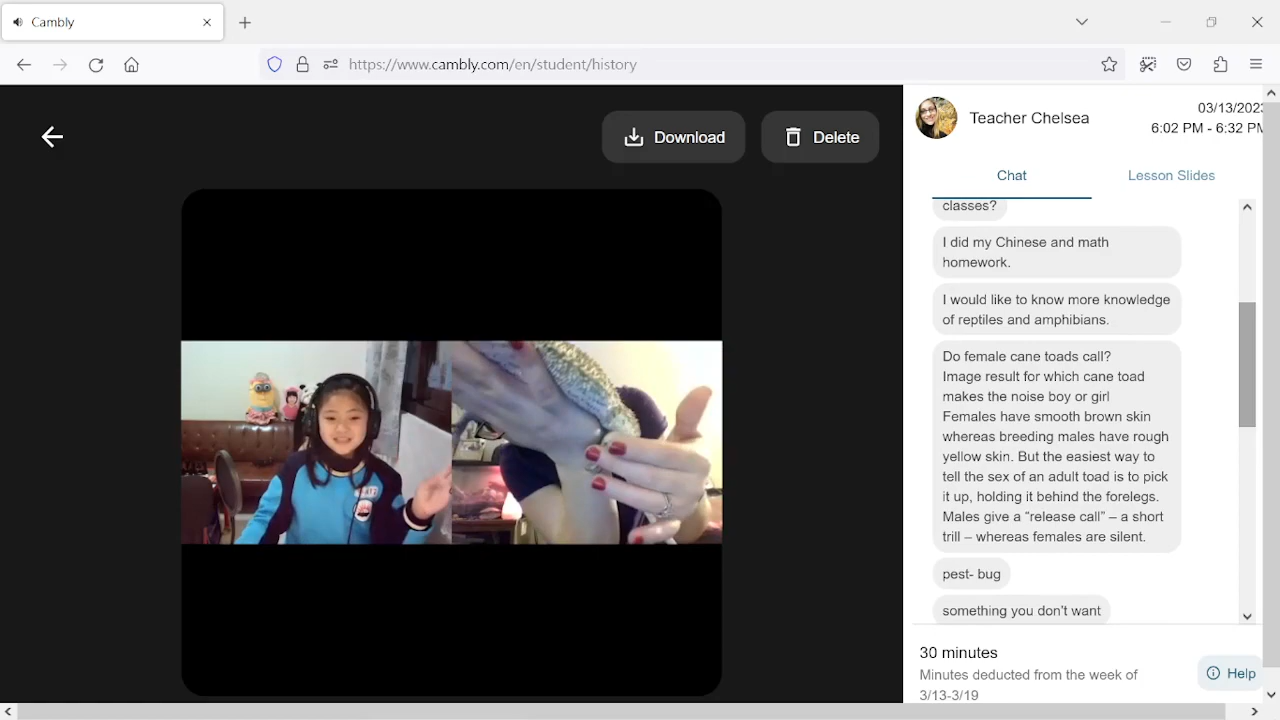 Cambly
https://www.cambly.com/en/student/history
Download
Delete
Teacher Chelsea
03/13/2023
6:02 PM - 6:32 PM
Chat
Lesson Slides
classes?
I did my Chinese and math
homework.
I would like to know more knowledge
of reptiles and amphibians.
Do female cane toads call?
Image result for which cane toad
makes the noise boy or girl
Females have smooth brown skin
whereas breeding males have rough
yellow skin. But the easiest way to
tell the sex of an adult toad is to pick
it up, holding it behind the forelegs.
Males give a “release call” – a short
trill – whereas females are silent.
pest- bug
something you don't want
30 minutes
Minutes deducted from the week of
3/13-3/19
Help